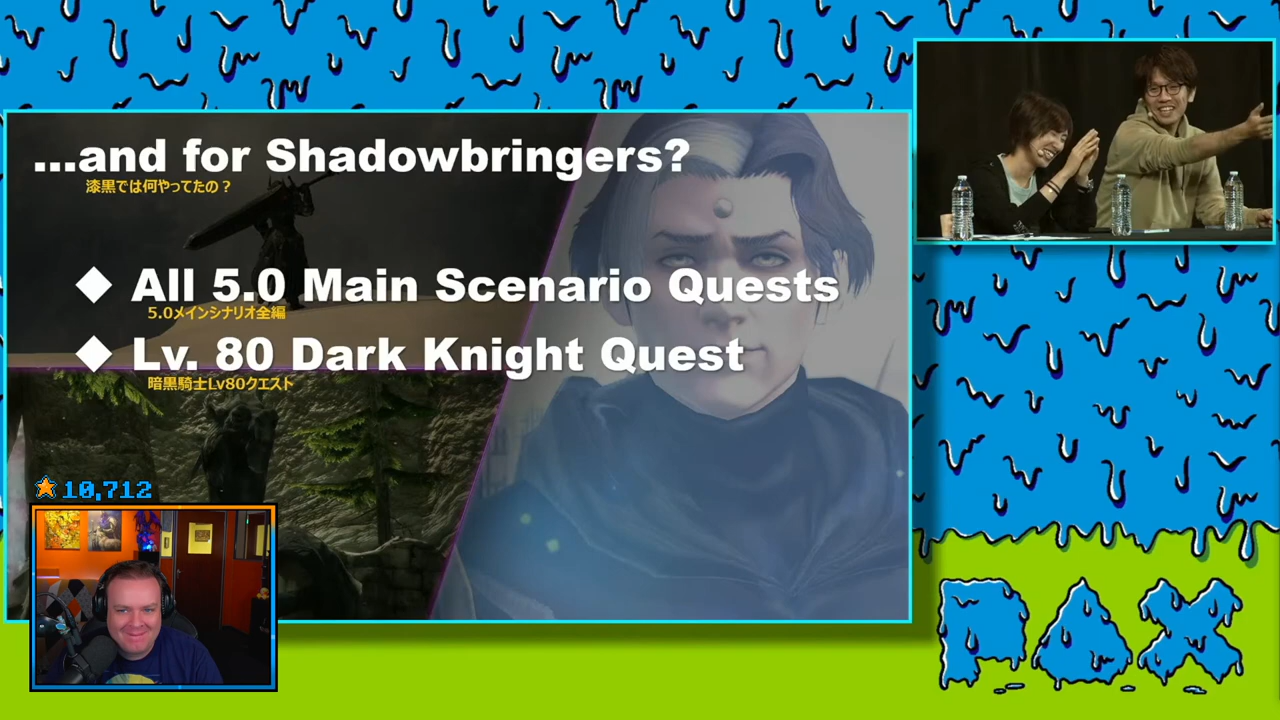 ...and for Shadowbringers?
漆黒では何やってたの？
◆ All 5.0 Main Scenario Quests
5.0メインシナリオ全編
◆ Lv. 80 Dark Knight Quest
暗黒騎士Lv80クエスト
10,712
PAX